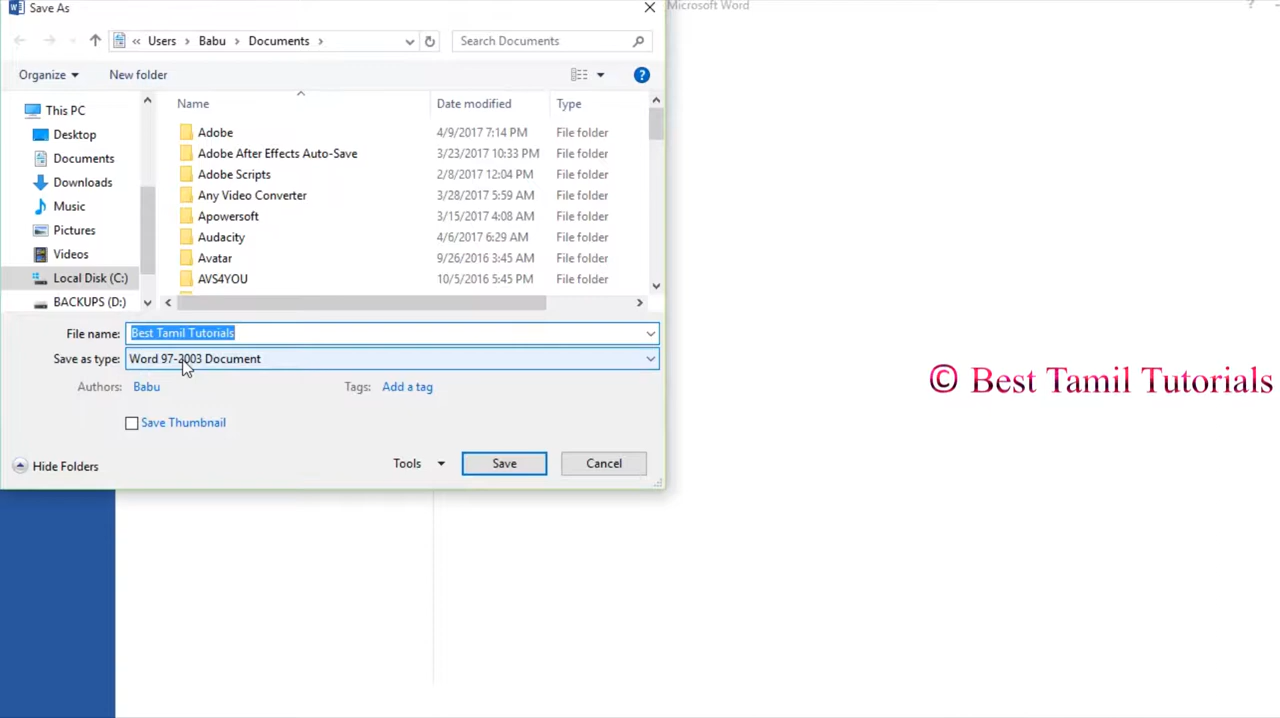 Save As
Microsoft Word
?
« Users › Babu › Documents ›
Search Documents
Organize
New folder
?
Name
Date modified
Type
This PC
Desktop
Documents
Downloads
Music
Pictures
Videos
Local Disk (C:)
BACKUPS (D:)
Adobe 4/9/2017 7:14 PM File folder
Adobe After Effects Auto-Save 3/23/2017 10:33 PM File folder
Adobe Scripts 2/8/2017 12:04 PM File folder
Any Video Converter 3/28/2017 5:59 AM File folder
Apowersoft 3/15/2017 4:08 AM File folder
Audacity 4/6/2017 6:29 AM File folder
Avatar 9/26/2016 3:45 AM File folder
AVS4YOU 10/5/2016 5:45 PM File folder
File name: Best Tamil Tutorials
Save as type: Word 97-2003 Document
Authors: Babu
Tags: Add a tag
Save Thumbnail
Hide Folders
Tools
Save
Cancel
© Best Tamil Tutorials